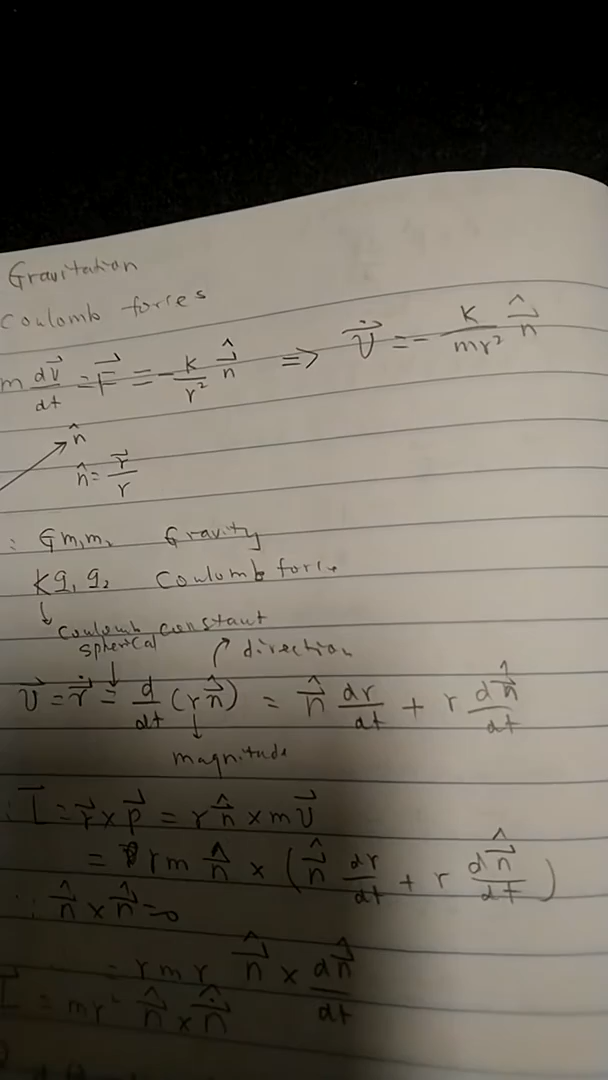 Gravitation
Coulomb forces
m dv⃗/dt = F⃗ = -K/r² n̂ ⇒ v̇⃗ = - K/mr² n̂
n̂
n̂ = r⃗/r
: Gm₁m₂ Gravity
Kq₁q₂ Coulomb force
↓ Coulomb constant
spherical ↗ direction
v⃗ = ṙ⃗ = d/dt (r n̂) = n̂ dr/dt + r dn̂/dt
magnitude
: L⃗ = r⃗ × p⃗ = r n̂ × m v⃗
= r m n̂ × (n̂ dr/dt + r dn̂/dt)
∵ n̂ × n̂ = 0
= r m r n̂ × dn̂/dt
L⃗ = mr² n̂ × n̂̇